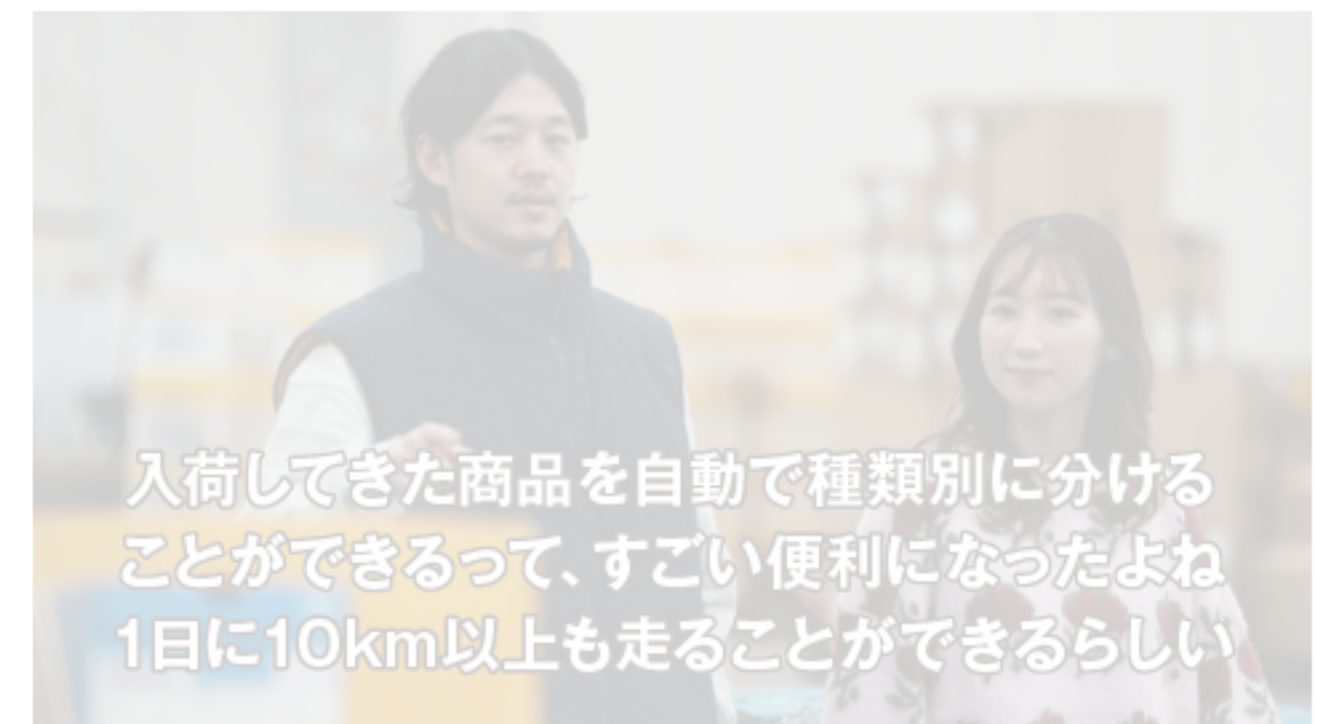 入荷してきた商品を自動で種類別に分ける
ことができるって、すごい便利になったよね
1日に10km以上も走ることができるらしい